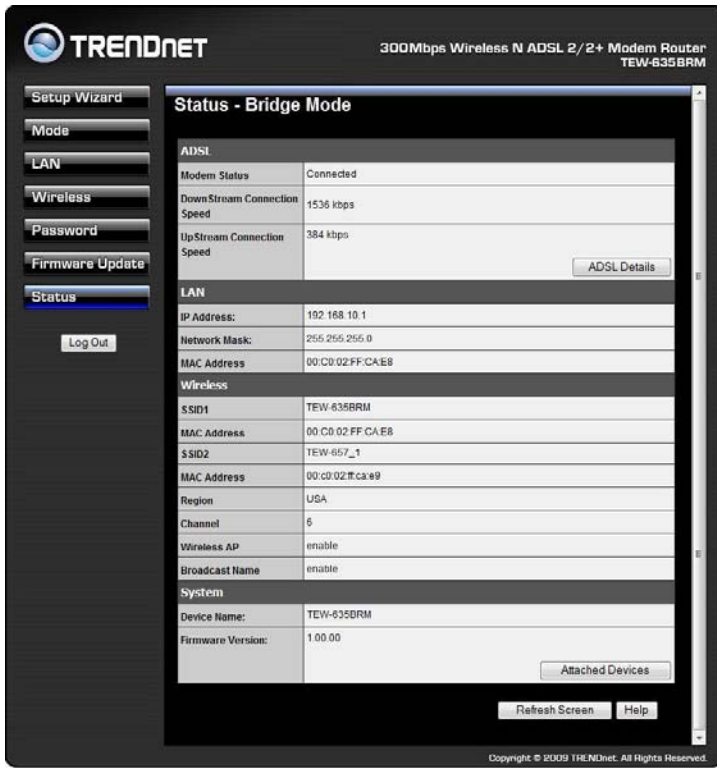 TRENDNET
300Mbps Wireless N ADSL 2/2+ Modem Router
TEW-635BRM
Setup Wizard
Mode
LAN
Wireless
Password
Firmware Update
Status
Log Out
Status - Bridge Mode
ADSL
Modem Status Connected
DownStream Connection Speed 1536 kbps
UpStream Connection Speed 384 kbps
ADSL Details
LAN
IP Address: 192.168.10.1
Network Mask: 255.255.255.0
MAC Address 00:C0:02:FF:CA:E8
Wireless
SSID1 TEW-635BRM
MAC Address 00:C0:02:FF:CA:E8
SSID2 TEW-657_1
MAC Address 00:c0:02:ff:ca:e9
Region USA
Channel 6
Wireless AP enable
Broadcast Name enable
System
Device Name: TEW-635BRM
Firmware Version: 1.00.00
Attached Devices
Refresh Screen Help
Copyright © 2009 TRENDnet. All Rights Reserved.